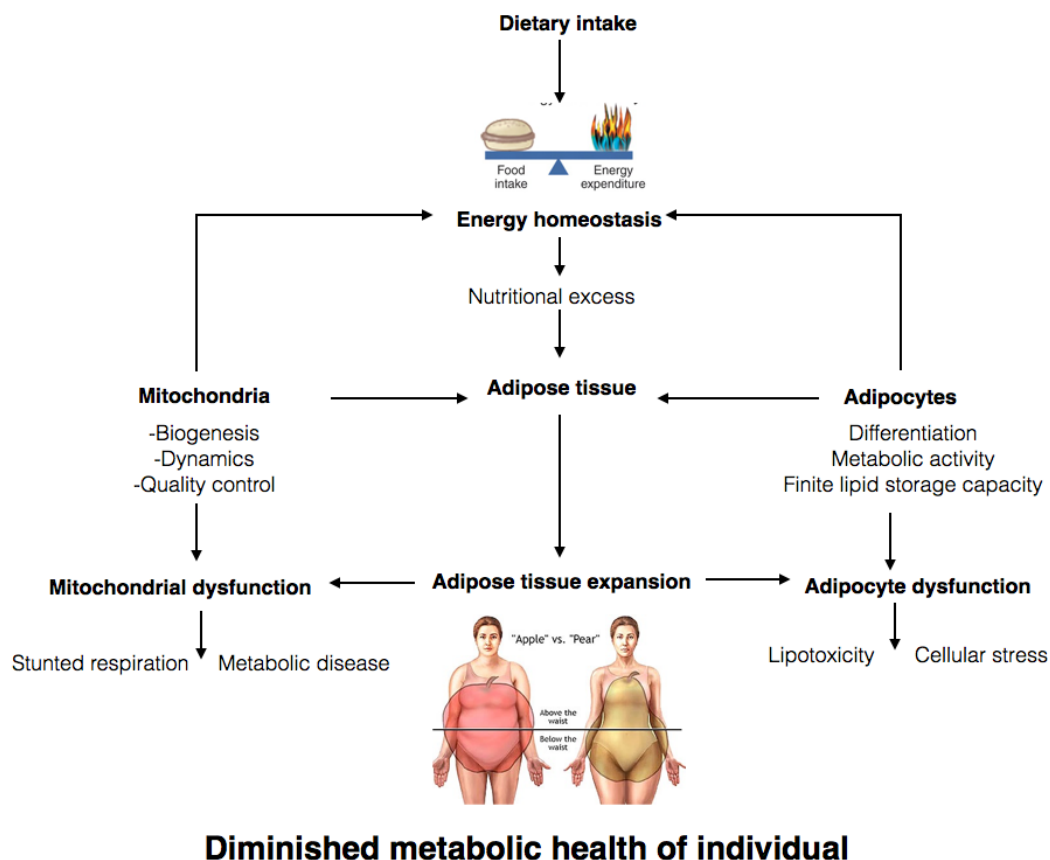 Dietary intake
Food
intake
Energy
expenditure
Energy homeostasis
Nutritional excess
Mitochondria
-Biogenesis
-Dynamics
-Quality control
Adipose tissue
Adipocytes
Differentiation
Metabolic activity
Finite lipid storage capacity
Mitochondrial dysfunction
Adipose tissue expansion
Adipocyte dysfunction
Stunted respiration
Metabolic disease
"Apple" vs. "Pear"
Above the
waist
Below the
waist
Lipotoxicity
Cellular stress
Diminished metabolic health of individual